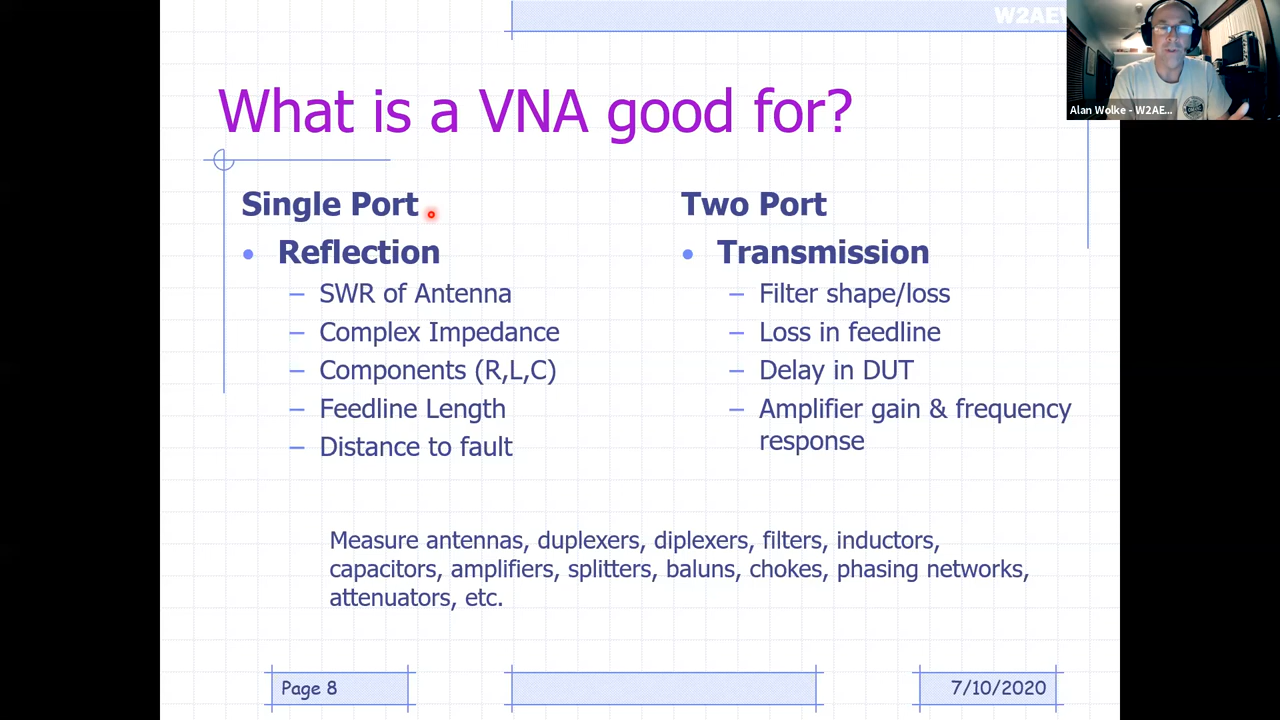 W2AEW
Alan Wolke - W2AE...
What is a VNA good for?
Single Port
Reflection
– SWR of Antenna
– Complex Impedance
– Components (R,L,C)
– Feedline Length
– Distance to fault
Two Port
Transmission
– Filter shape/loss
– Loss in feedline
– Delay in DUT
– Amplifier gain & frequency
response
Measure antennas, duplexers, diplexers, filters, inductors,
capacitors, amplifiers, splitters, baluns, chokes, phasing networks,
attenuators, etc.
Page 8
7/10/2020